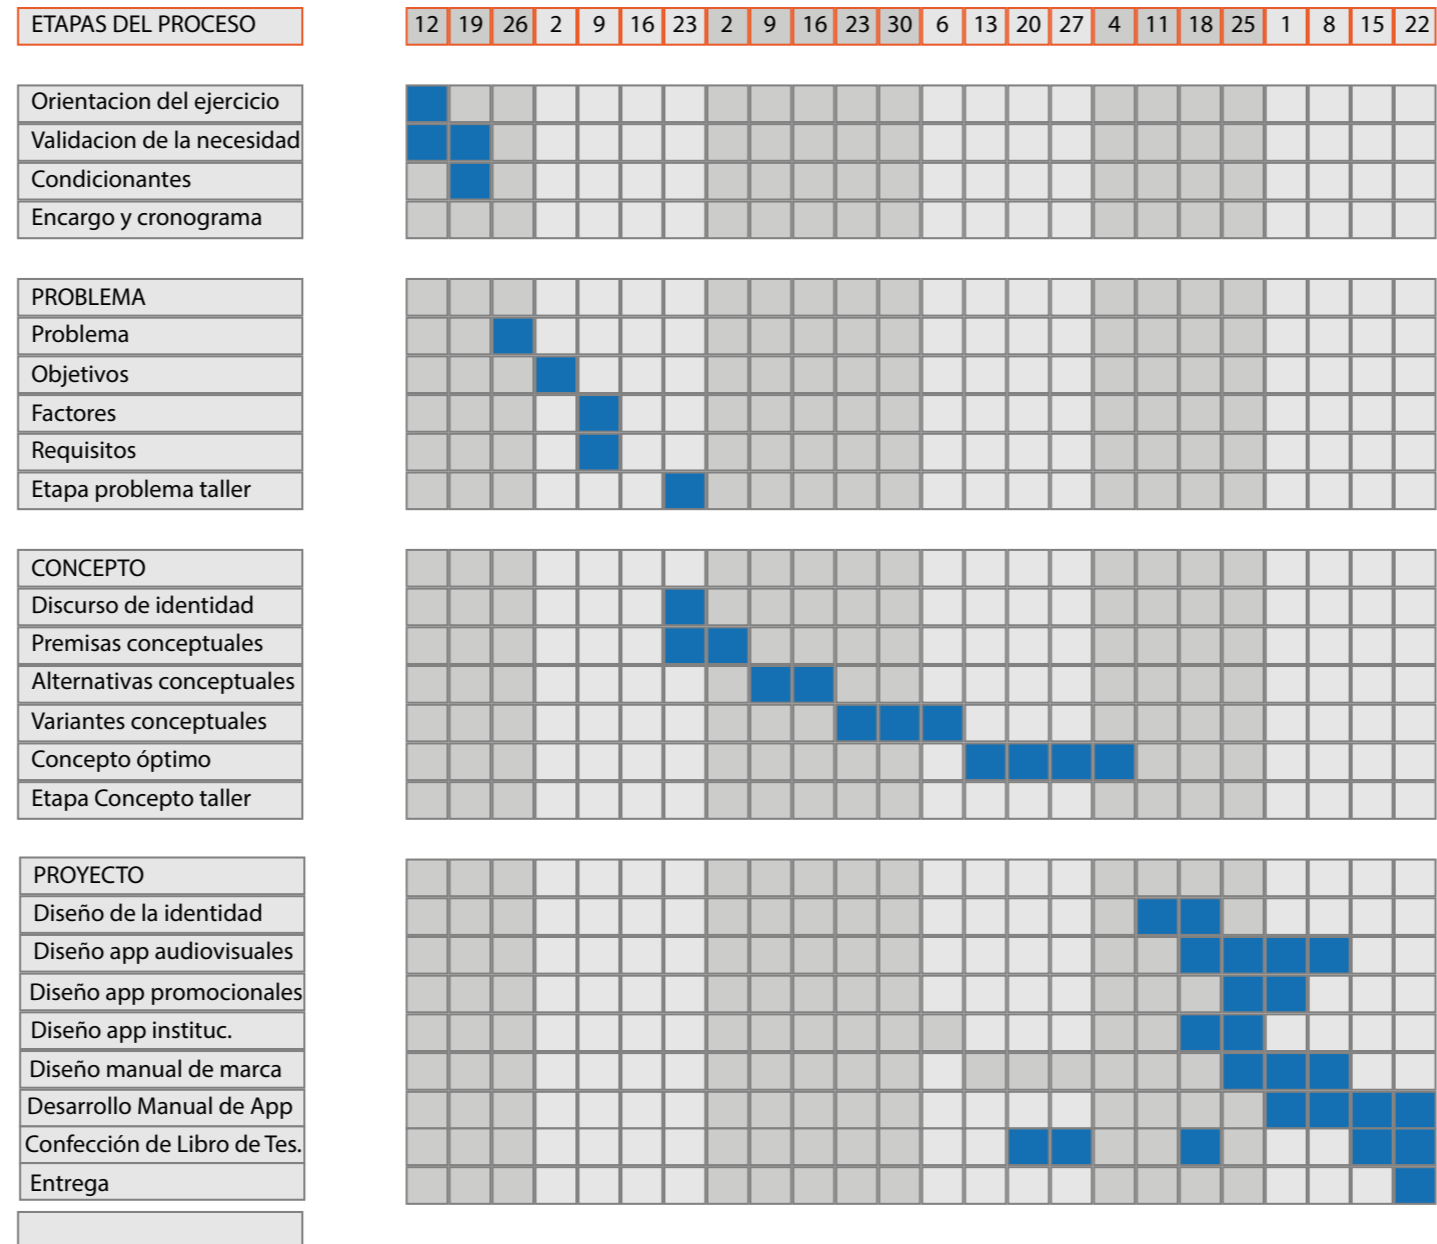 ETAPAS DEL PROCESO 12 19 26 2 9 16 23 2 9 16 23 30 6 13 20 27 4 11 18 25 1 8 15 22
Orientacion del ejercicio
Validacion de la necesidad
Condicionantes
Encargo y cronograma
PROBLEMA
Problema
Objetivos
Factores
Requisitos
Etapa problema taller
CONCEPTO
Discurso de identidad
Premisas conceptuales
Alternativas conceptuales
Variantes conceptuales
Concepto óptimo
Etapa Concepto taller
PROYECTO
Diseño de la identidad
Diseño app audiovisuales
Diseño app promocionales
Diseño app instituc.
Diseño manual de marca
Desarrollo Manual de App
Confección de Libro de Tes.
Entrega